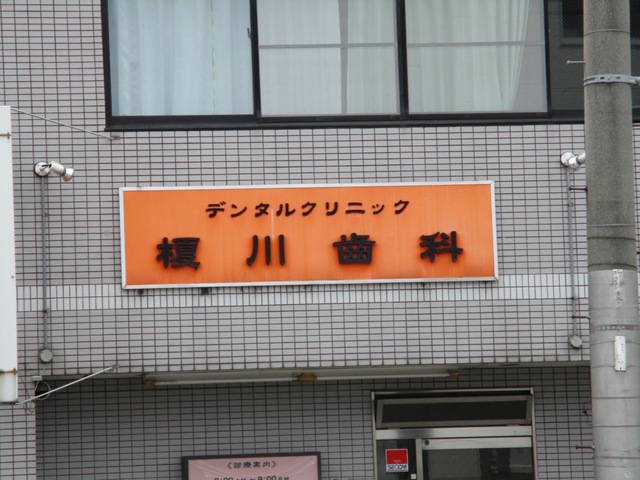 デンタルクリニック
榎川歯科
《診療案内》
SECOM